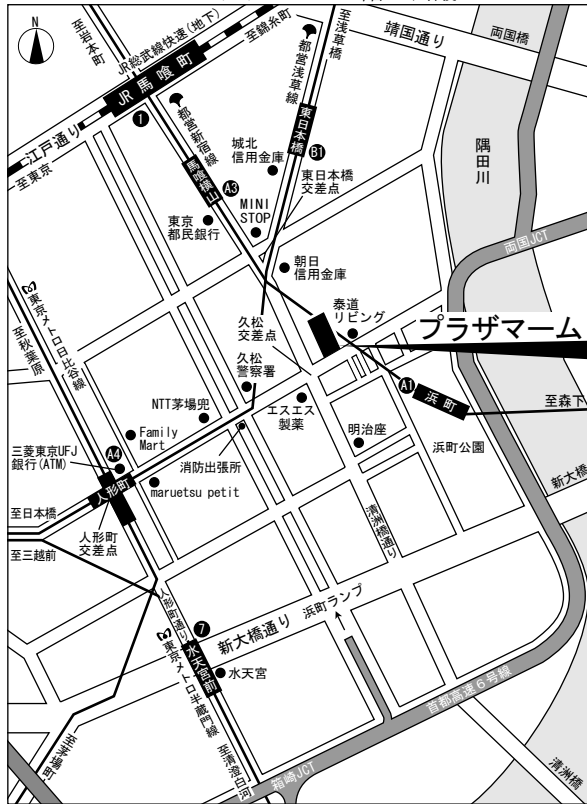 N
至岩本町
JR総武線快速(地下)
至錦糸町
至浅草橋
靖国通り
両国橋
JR馬喰町
都営浅草線
江戸通り
至東京
1
都営新宿線
城北
信用金庫
東日本橋
B1
隅田川
馬喰横山
A3
東日本橋
交差点
MINI
STOP
東京
都民銀行
両国JCT
朝日
信用金庫
泰道
リビング
プラザマーム
東京メトロ日比谷線
至秋葉原
久松
交差点
久松
警察署
A1
浜町
至森下
NTT茅場兜
エスエス
製薬
Family
Mart
明治座
浜町公園
三菱東京UFJ
銀行(ATM)
A4
消防出張所
人形町
maruetsu petit
新大橋
至日本橋
人形町
交差点
清洲橋通り
至三越前
人形町通り
浜町ランプ
7
新大橋通り
水天宮前
水天宮
東京メトロ半蔵門線
首都高速6号線
至茅場町
至清澄白河
箱崎JCT
清洲橋